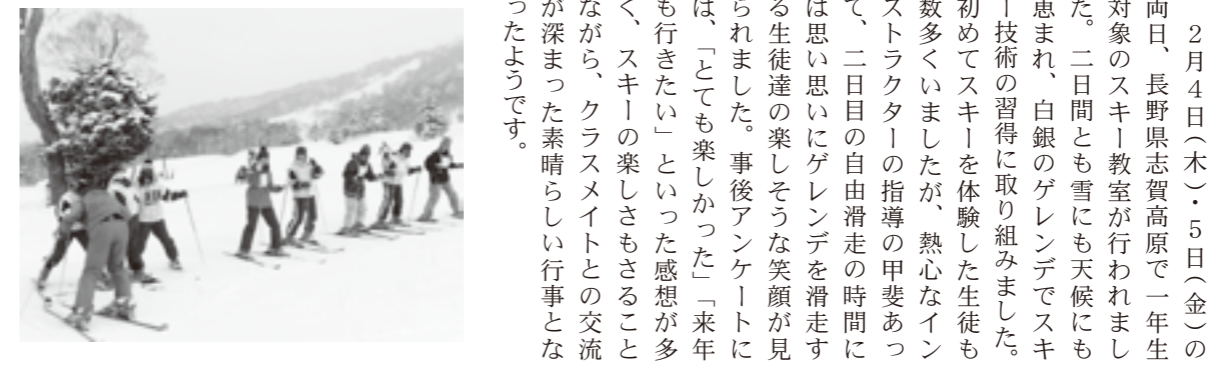 ２月４日（木）・５日（金）の
両日、長野県志賀高原で一年生
対象のスキー教室が行われまし
た。二日間とも雪にも天候にも
恵まれ、白銀のゲレンデでスキ
ー技術の習得に取り組みました。
初めてスキーを体験した生徒も
数多くいましたが、熱心なイン
ストラクターの指導の甲斐あっ
て、二日目の自由滑走の時間に
は思い思いにゲレンデを滑走す
る生徒達の楽しそうな笑顔が見
られました。事後アンケートに
は、「とても楽しかった」「来年
も行きたい」といった感想が多
く、スキーの楽しさもさること
ながら、クラスメイトとの交流
が深まった素晴らしい行事とな
ったようです。